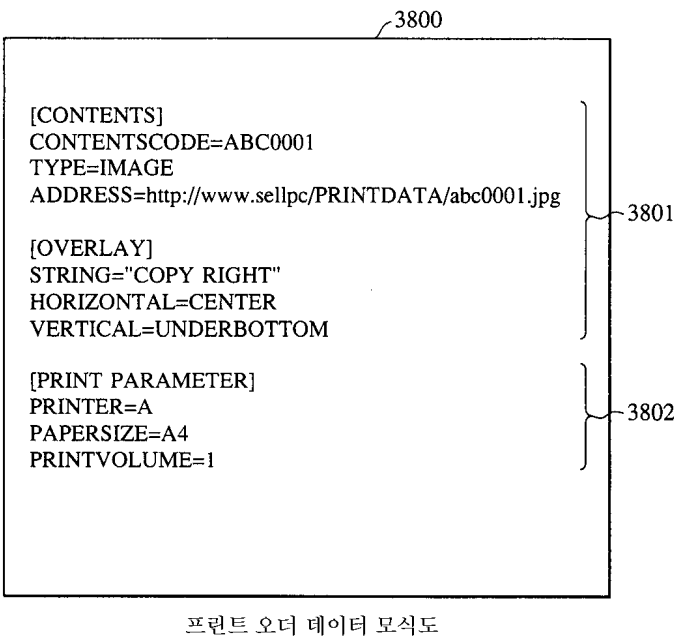 3800
[CONTENTS]
CONTENTSCODE=ABC0001
TYPE=IMAGE
ADDRESS=http://www.sellpc/PRINTDATA/abc0001.jpg
3801
[OVERLAY]
STRING="COPY RIGHT"
HORIZONTAL=CENTER
VERTICAL=UNDERBOTTOM
[PRINT PARAMETER]
PRINTER=A
3802
PAPERSIZE=A4
PRINTVOLUME=1
프린트 오더 데이터 모식도